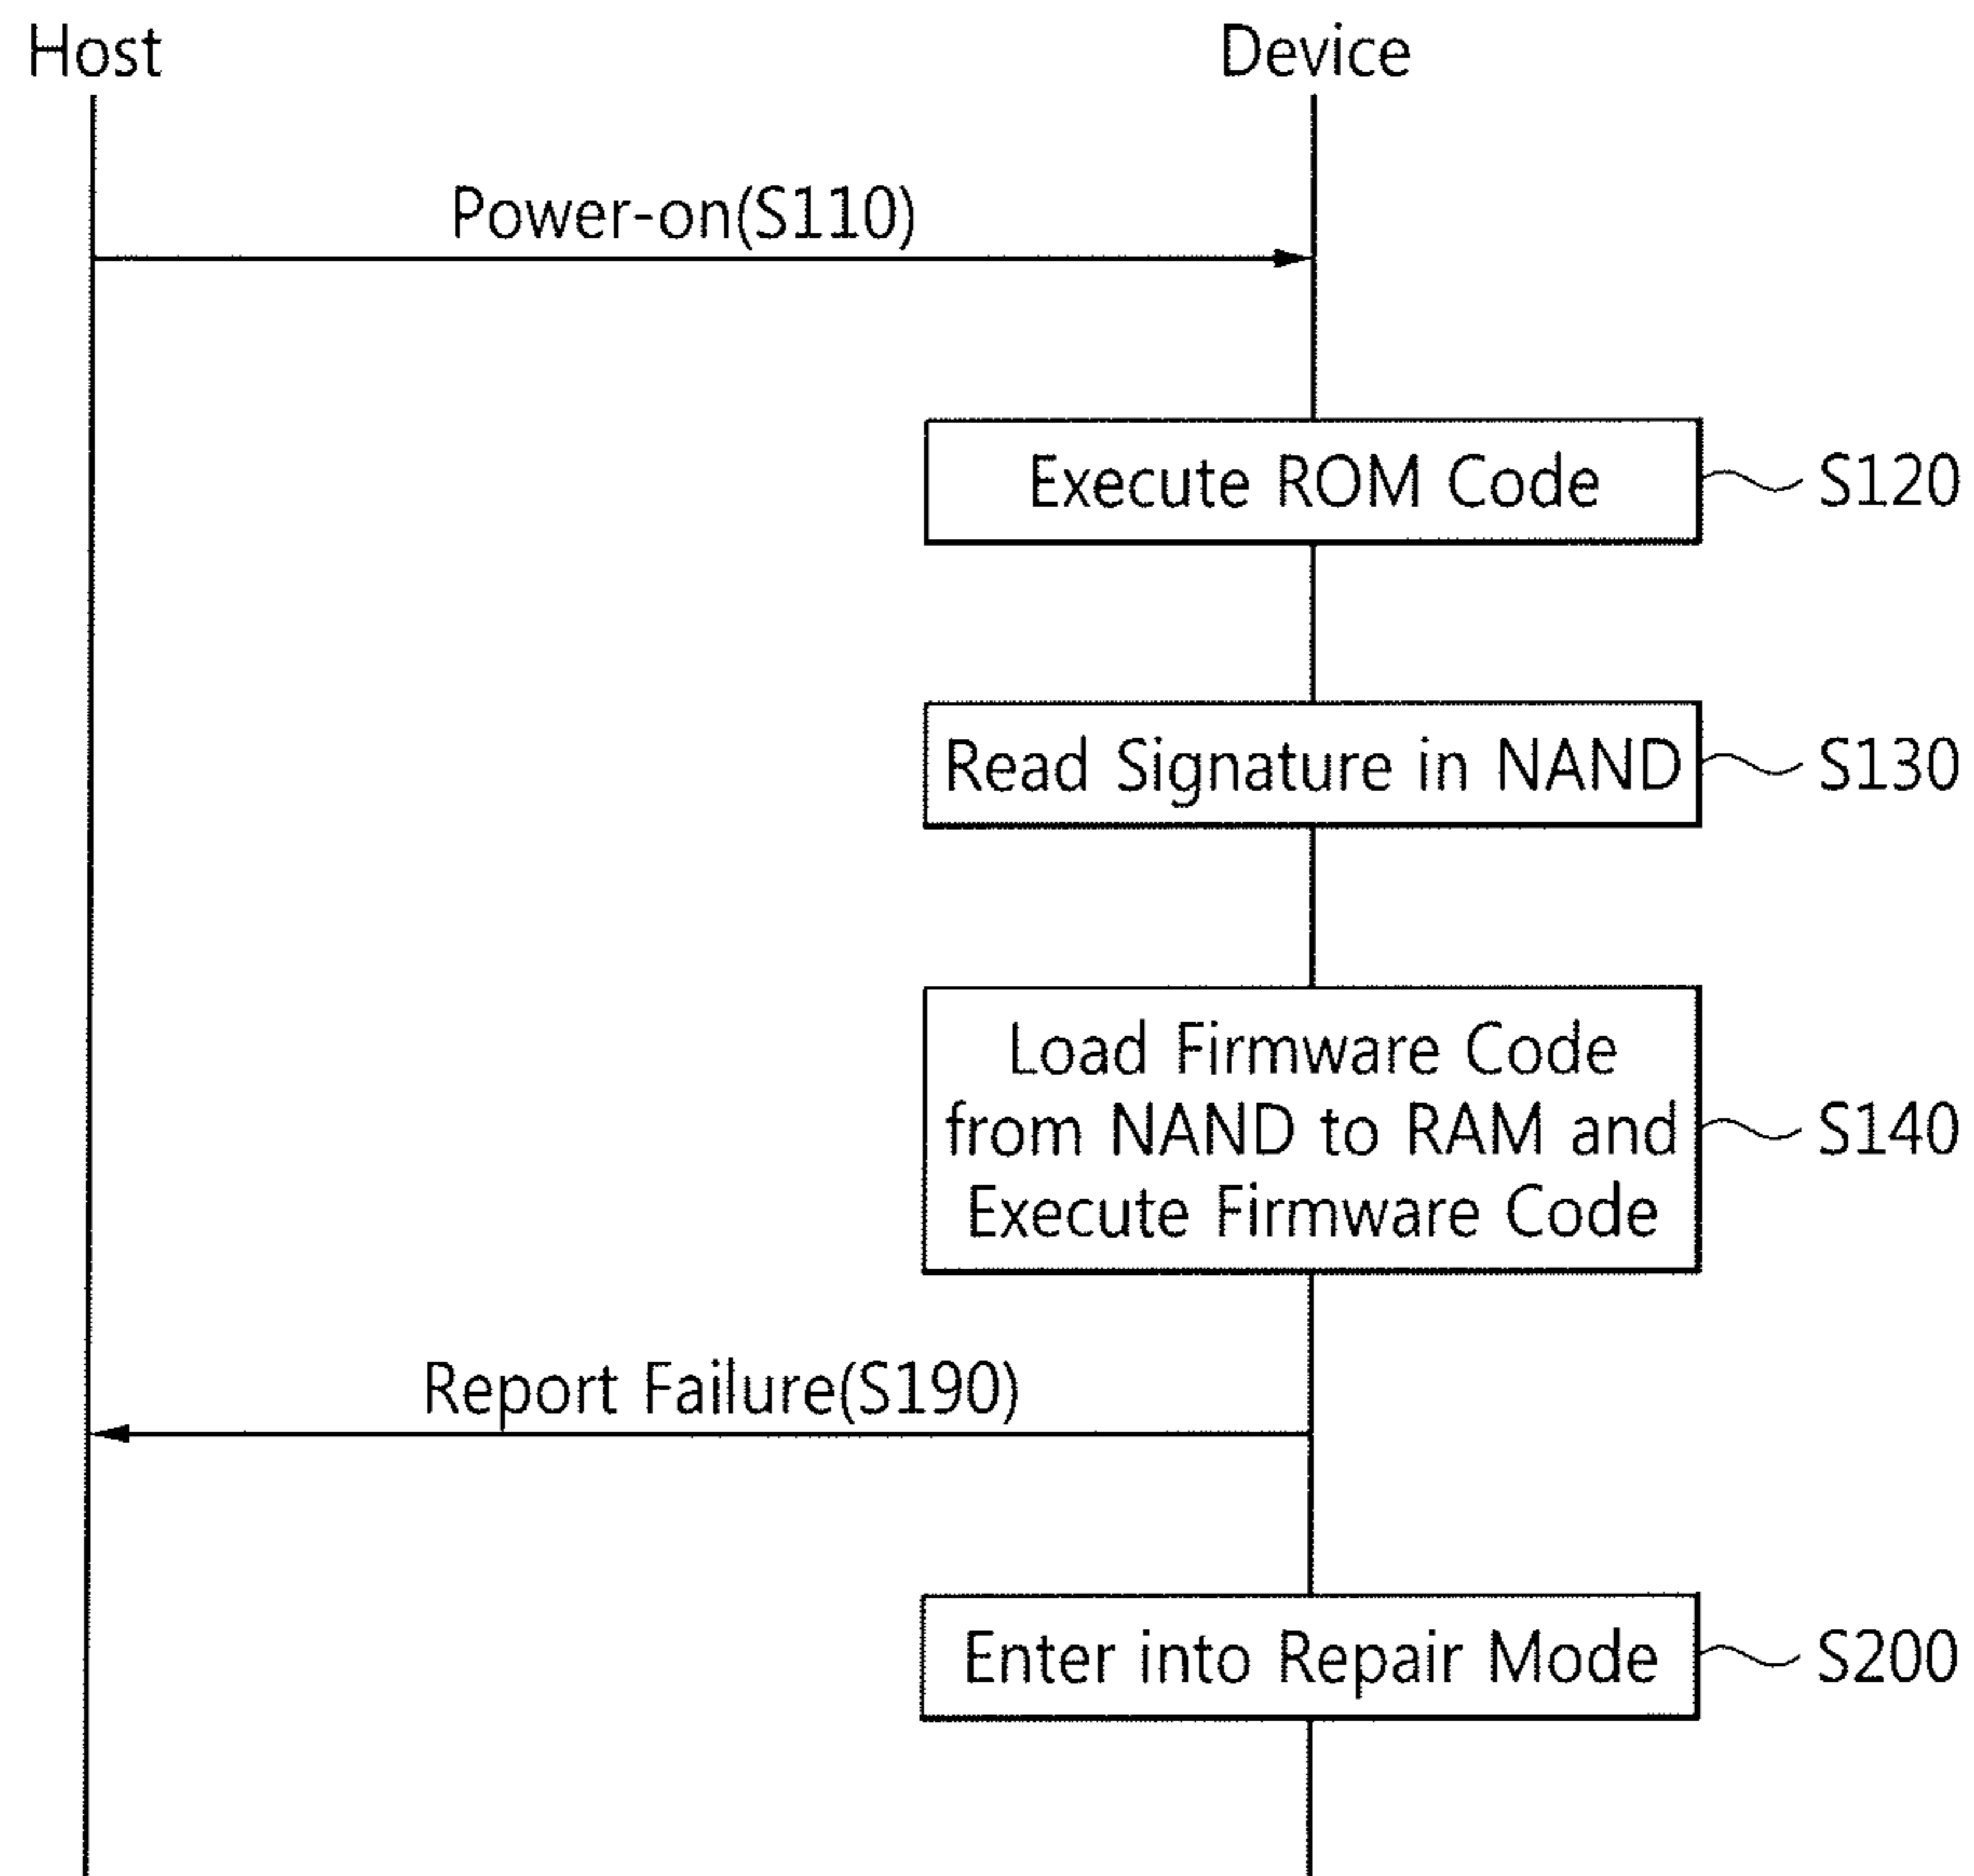 Host
Device
Power-on(S110)
Execute ROM Code
S120
Read Signature in NAND
S130
Load Firmware Code
from NAND to RAM and
Execute Firmware Code
S140
Report Failure(S190)
Enter into Repair Mode
S200